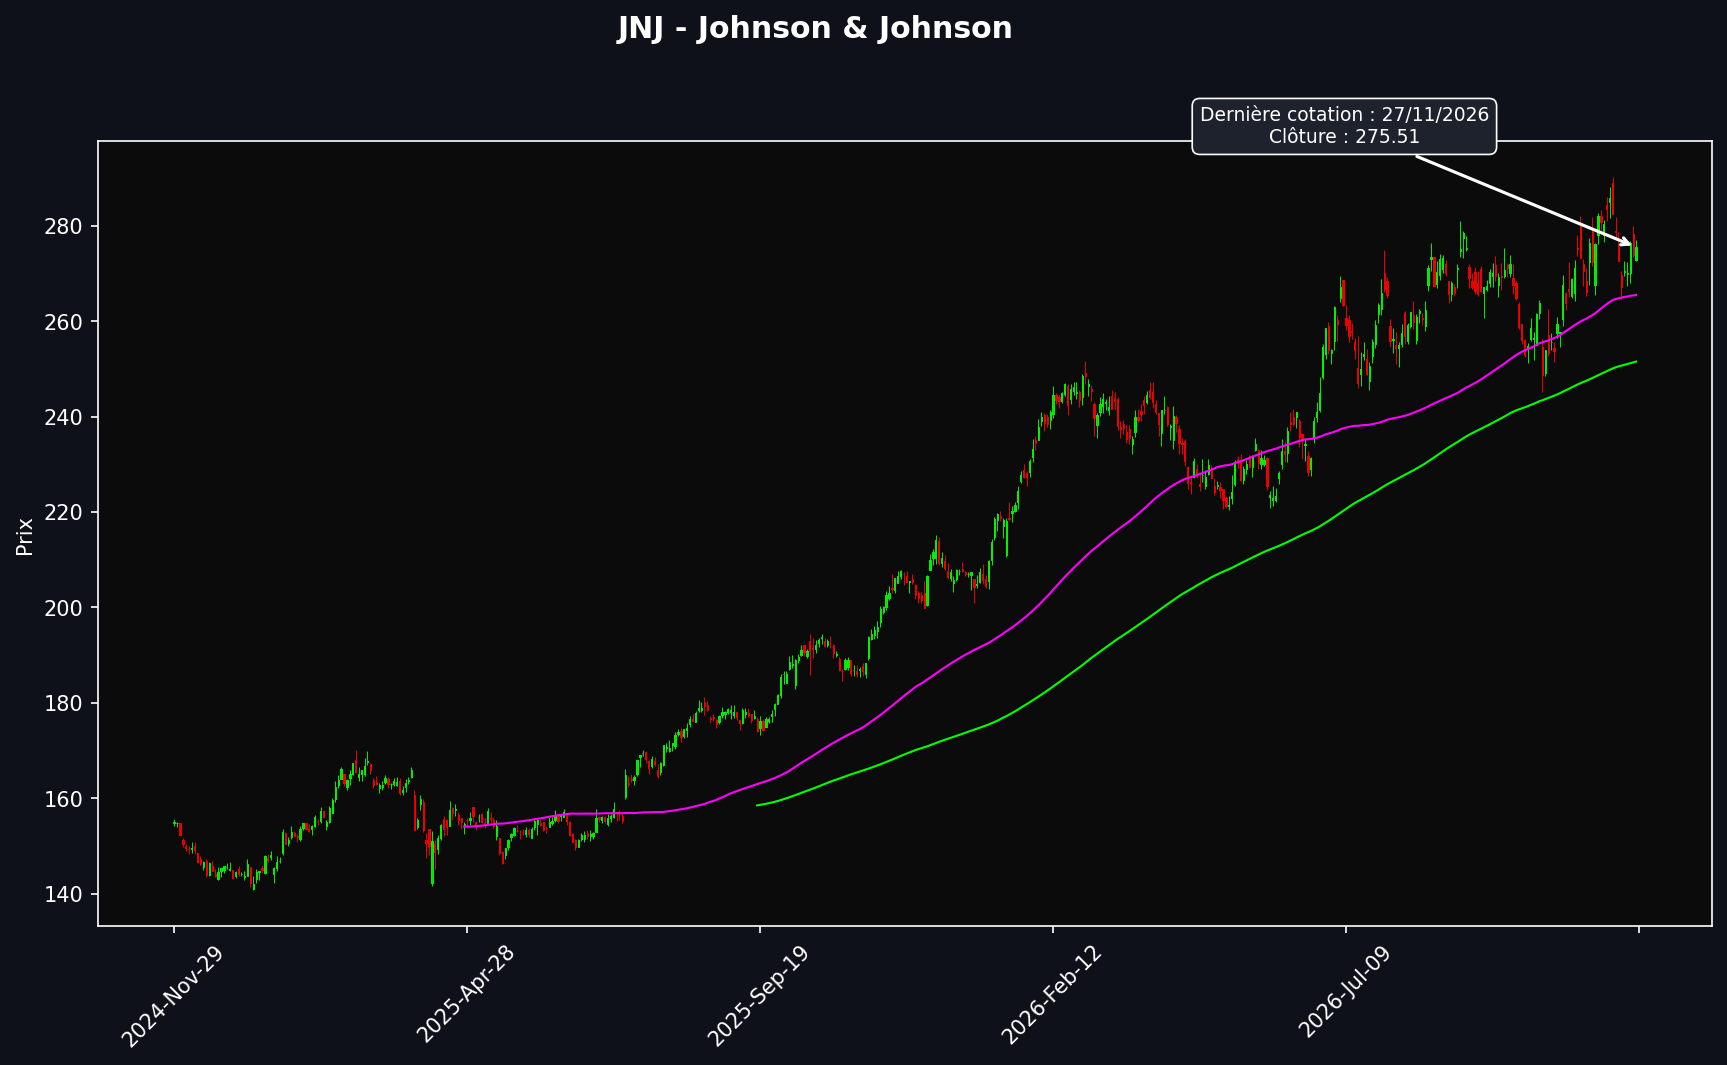 JNJ - Johnson & Johnson
Dernière cotation : 27/11/2026
Clôture : 275.51
Prix
280
260
240
220
200
180
160
140
2024-Nov-29
2025-Apr-28
2025-Sep-19
2026-Feb-12
2026-Jul-09